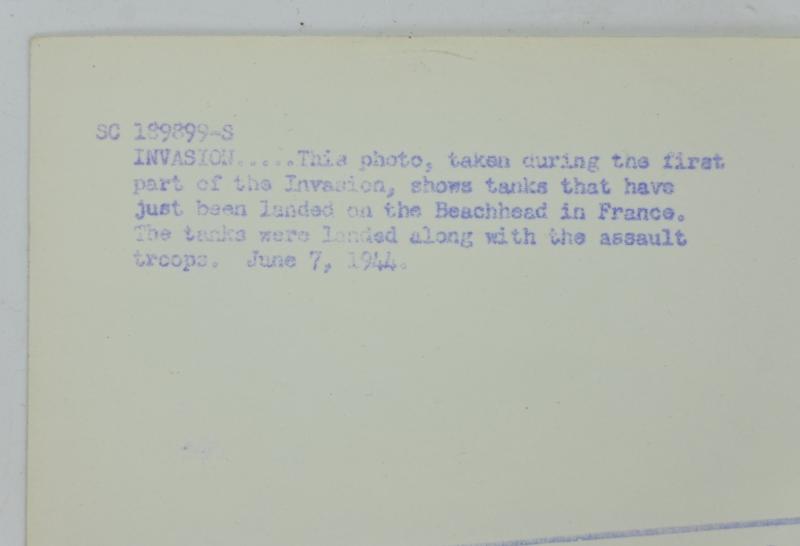 SC 189899-S
INVASION.....This photo, taken during the first
part of the Invasion, shows tanks that have
just been landed on the Beachhead in France.
The tanks were landed along with the assault
troops.  June 7, 1944.